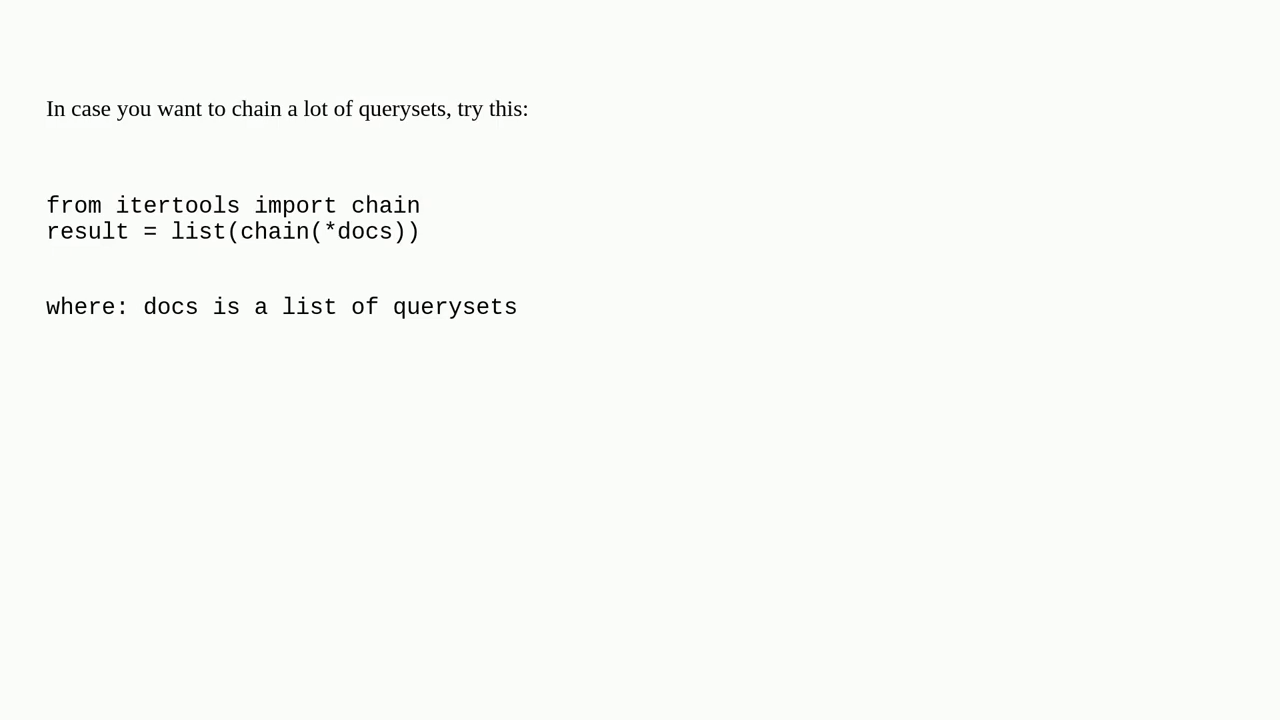 In case you want to chain a lot of querysets, try this:
from itertools import chain
result = list(chain(*docs))
where: docs is a list of querysets